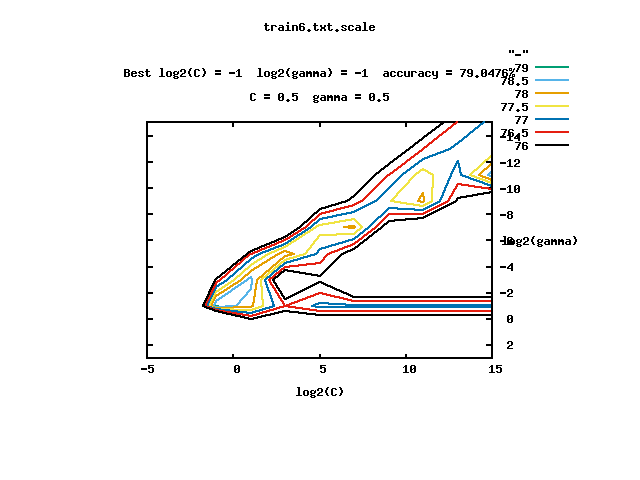 train6.txt.scale
"-"
Best log2(C) = -1  log2(gamma) = -1  accuracy = 79.0476%
79
78.5
C = 0.5  gamma = 0.5
78
77.5
77
76.5
76
-14
-12
-10
-8
-6
log2(gamma)
-4
-2
0
2
-5 0 5 10 15
log2(C)